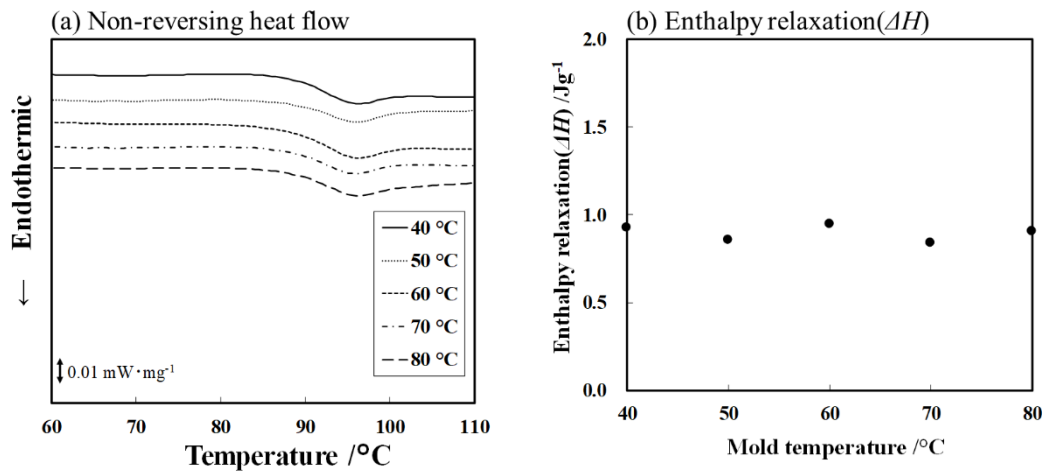 (a) Non-reversing heat flow
← Endothermic
40 °C
50 °C
60 °C
70 °C
80 °C
0.01 mW·mg⁻¹
60 70 80 90 100 110
Temperature /°C
(b) Enthalpy relaxation(ΔH)
Enthalpy relaxation(ΔH) /Jg⁻¹
2.0
1.5
1.0
0.5
0.0
40 50 60 70 80
Mold temperature /°C